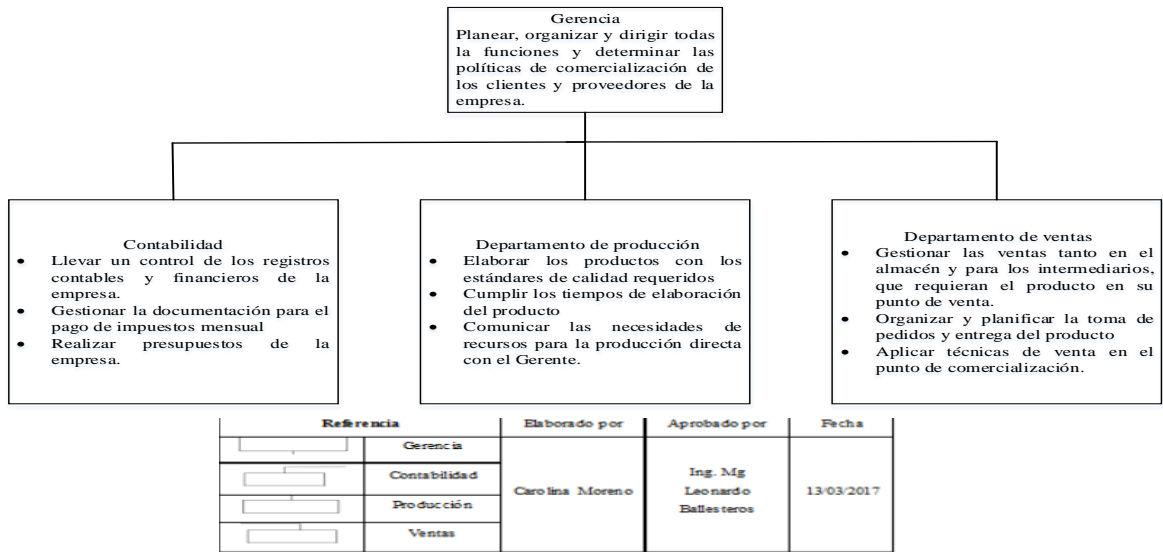 Gerencia
Planear, organizar y dirigir todas
la funciones y determinar las
políticas de comercialización de
los clientes y proveedores de la
empresa.
Contabilidad
• Llevar un control de los registros
contables y financieros de la
empresa.
• Gestionar la documentación para el
pago de impuestos mensual
• Realizar presupuestos de la
empresa.
Departamento de producción
• Elaborar los productos con los
estándares de calidad requeridos
• Cumplir los tiempos de elaboración
del producto
• Comunicar las necesidades de
recursos para la producción directa
con el Gerente.
Departamento de ventas
• Gestionar las ventas tanto en el
almacén y para los intermediarios,
que requieran el producto en su
punto de venta.
• Organizar y planificar la toma de
pedidos y entrega del producto
• Aplicar técnicas de venta en el
punto de comercialización.
Referencia Elaborado por Aprobado por Fecha
Gerencia
Contabilidad
Producción
Ventas
Carolina Moreno
Ing. Mg
Leonardo
Ballesteros
13/03/2017